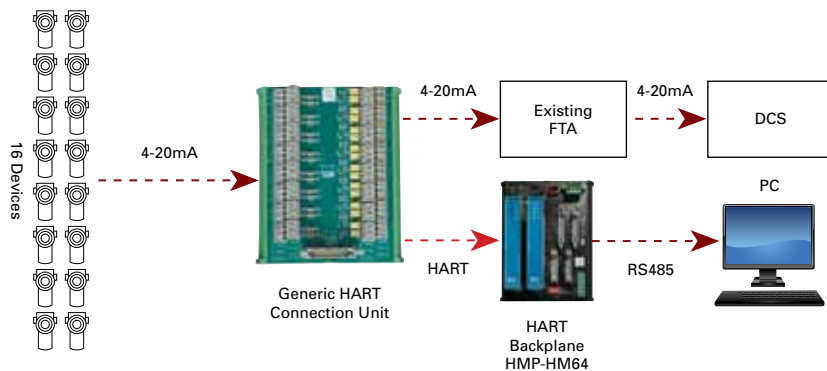 16 Devices
4-20mA
Generic HART
Connection Unit
4-20mA
Existing
FTA
4-20mA
DCS
HART
HART
Backplane
HMP-HM64
RS485
PC